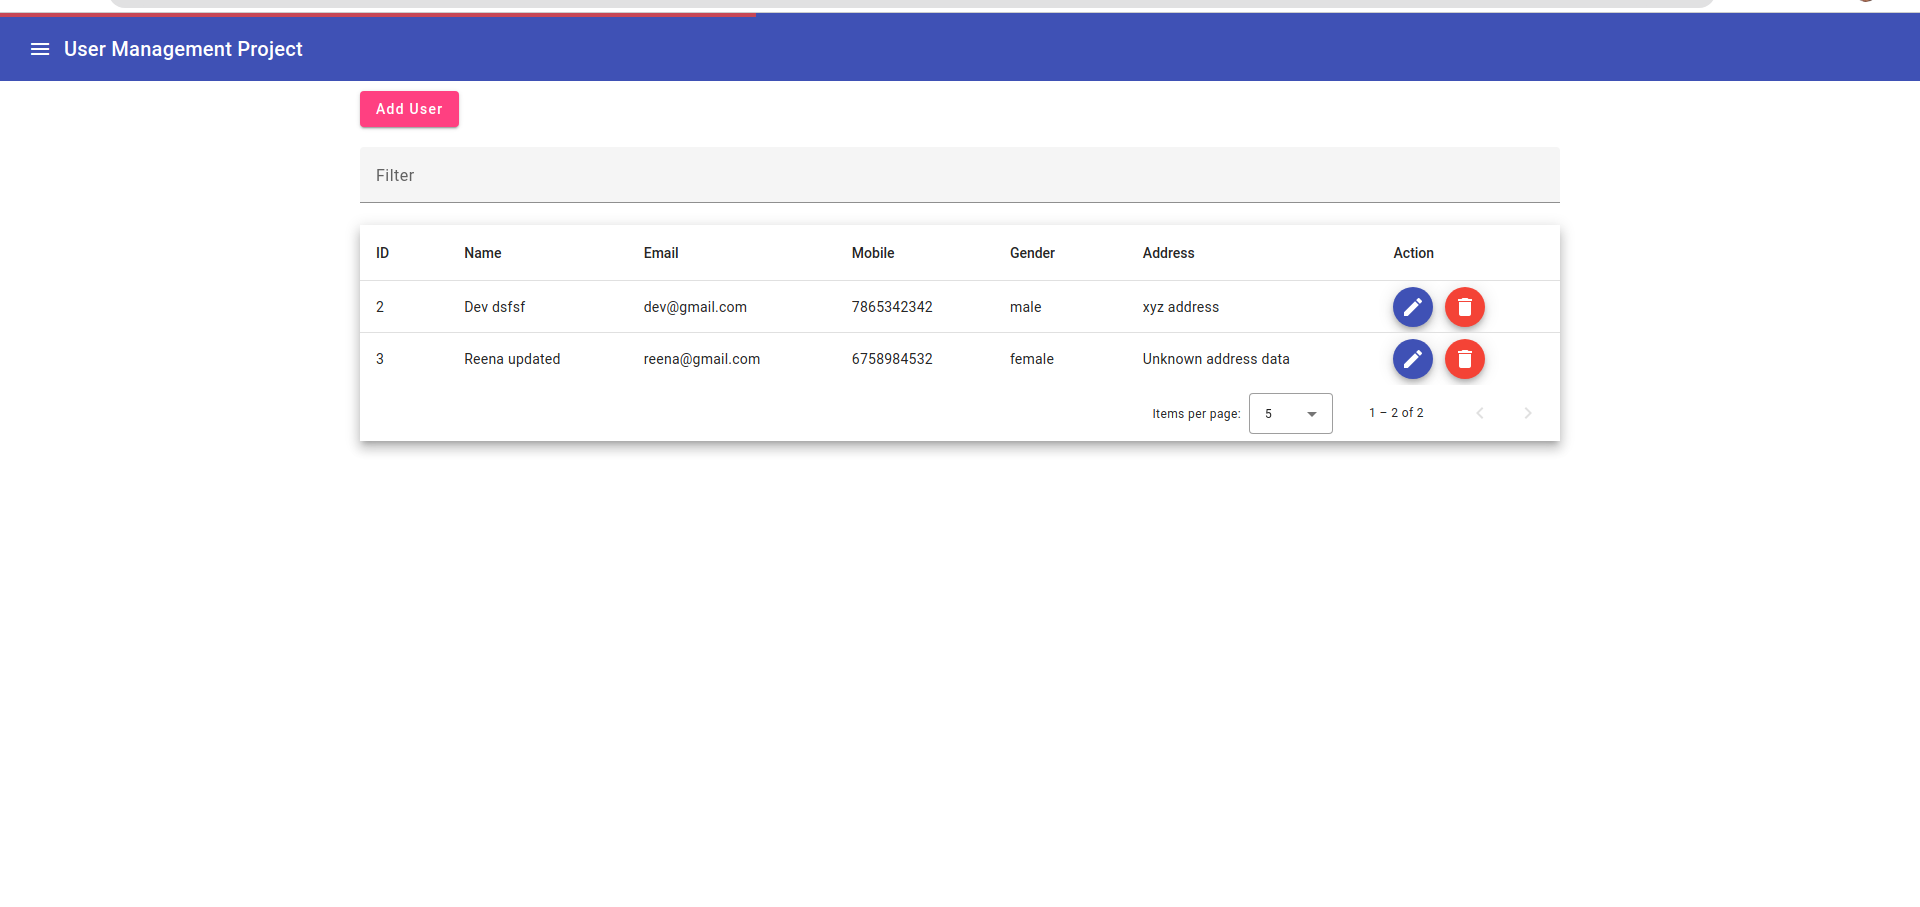 User Management Project
Add User
Filter
ID Name Email Mobile Gender Address Action
2 Dev dsfsf dev@gmail.com 7865342342 male xyz address
3 Reena updated reena@gmail.com 6758984532 female Unknown address data
Items per page: 5 1 – 2 of 2